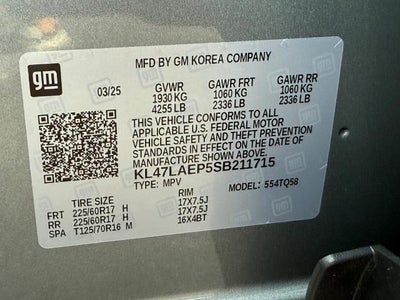 gm
MFD BY GM KOREA COMPANY
03/25 GVWR GAWR FRT GAWR RR
1930 KG 1060 KG 1060 KG
4255 LB 2336 LB 2336 LB
THIS VEHICLE CONFORMS TO ALL
APPLICABLE U.S. FEDERAL MOTOR
VEHICLE SAFETY AND THEFT PREVENTION
STANDARDS IN EFFECT ON THE DATE OF
MANUFACTURE SHOWN ABOVE.
KL47LAEP5SB211715
TYPE: MPV MODEL: 554TQ58
TIRE SIZE RIM
FRT 225/60R17 H 17X7.5J
RR 225/60R17 H 17X7.5J
SPA T125/70R16 M 16X4BT